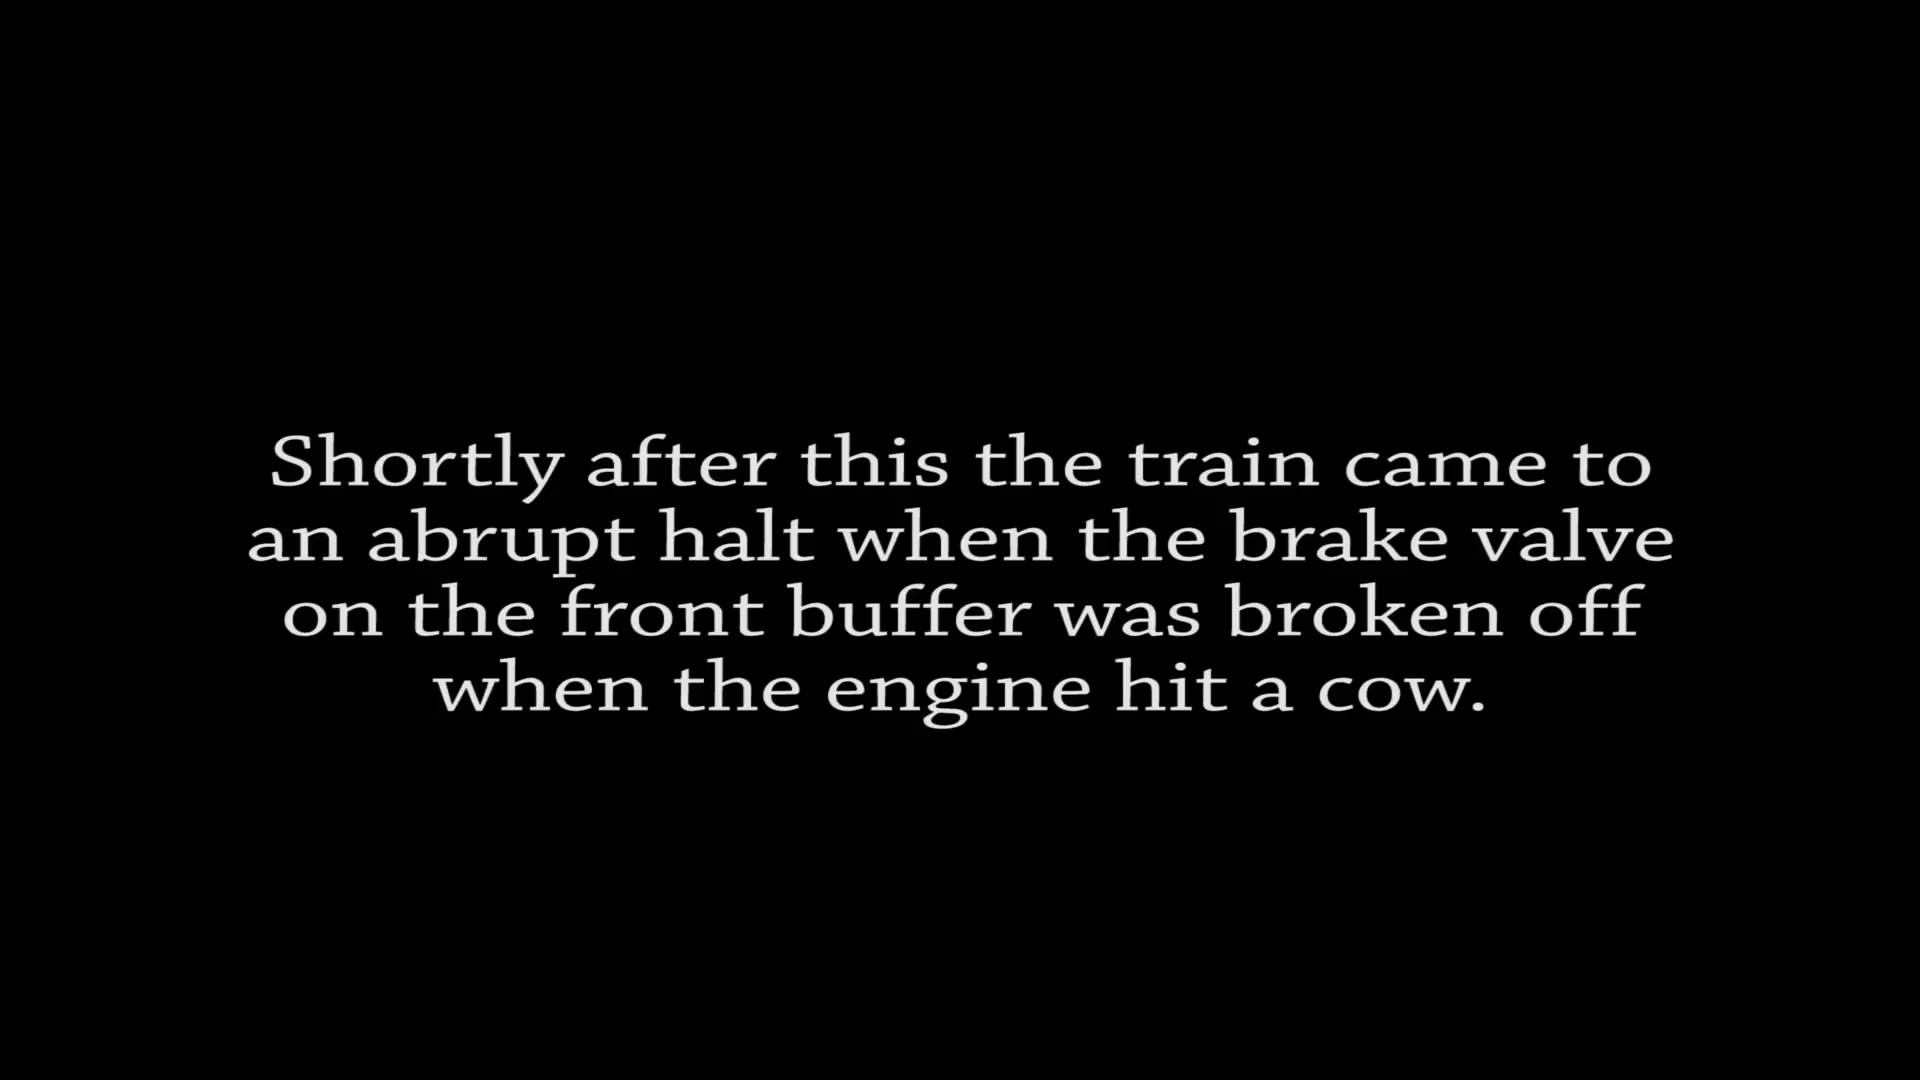 Shortly after this the train came to
an abrupt halt when the brake valve
on the front buffer was broken off
when the engine hit a cow.